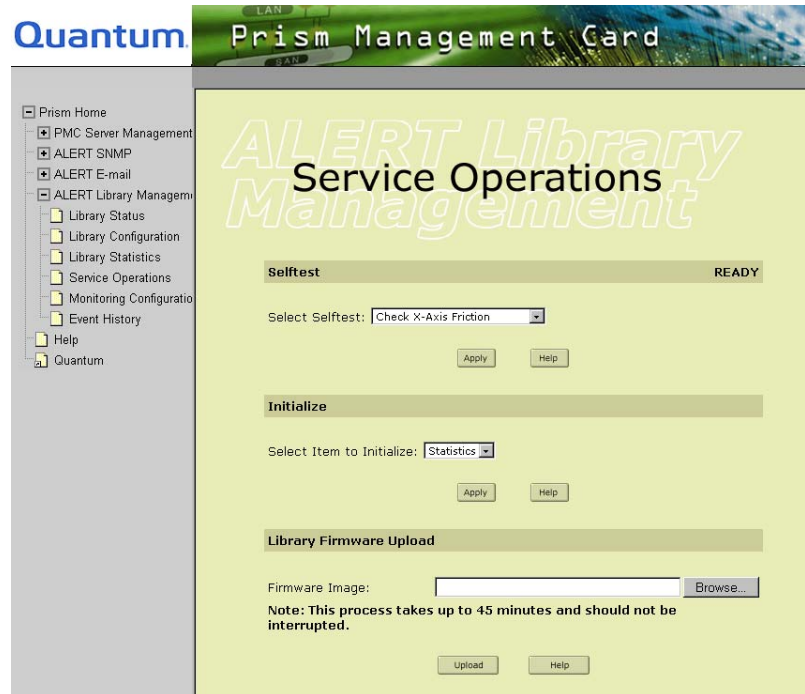 LAN
Quantum.
Prism Management Card
SAN
Prism Home
PMC Server Management
ALERT SNMP
ALERT E-mail
ALERT Library Managem
Library Status
Library Configuration
Library Statistics
Service Operations
Monitoring Configuratio
Event History
Help
Quantum
ALERT Library
Management
Service Operations
Selftest READY
Select Selftest: Check X-Axis Friction
Apply Help
Initialize
Select Item to Initialize: Statistics
Apply Help
Library Firmware Upload
Firmware Image: Browse...
Note: This process takes up to 45 minutes and should not be
interrupted.
Upload Help